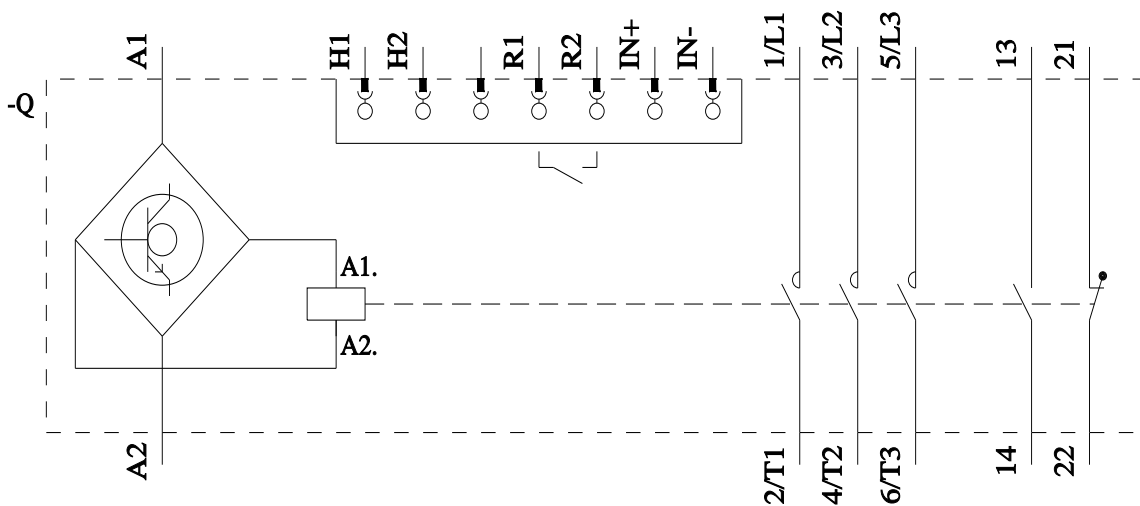 A1
H1
H2
R1
R2
IN+
IN-
1/L1
3/L2
5/L3
13
21
-Q
A1.
A2.
A2
2/T1
4/T2
6/T3
14
22